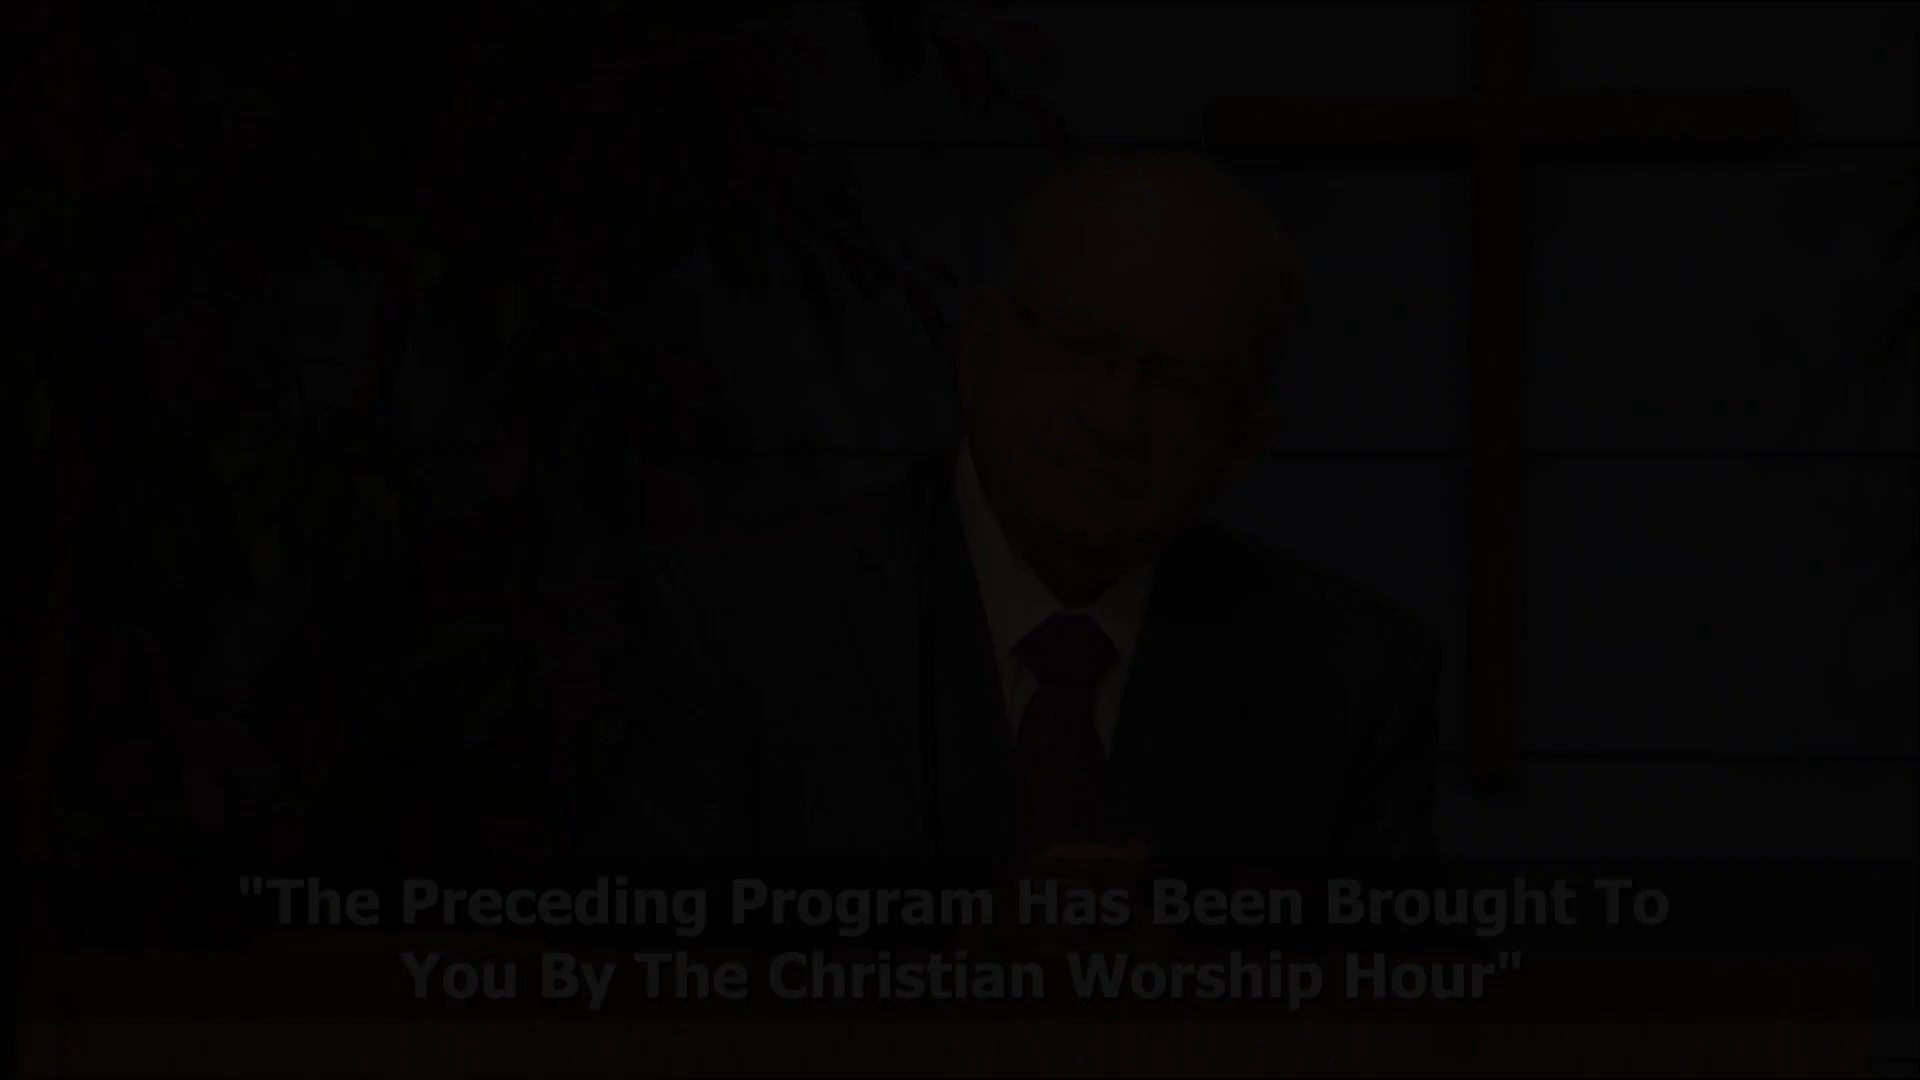 "The Preceding Program Has Been Brought To
You By The Christian Worship Hour"